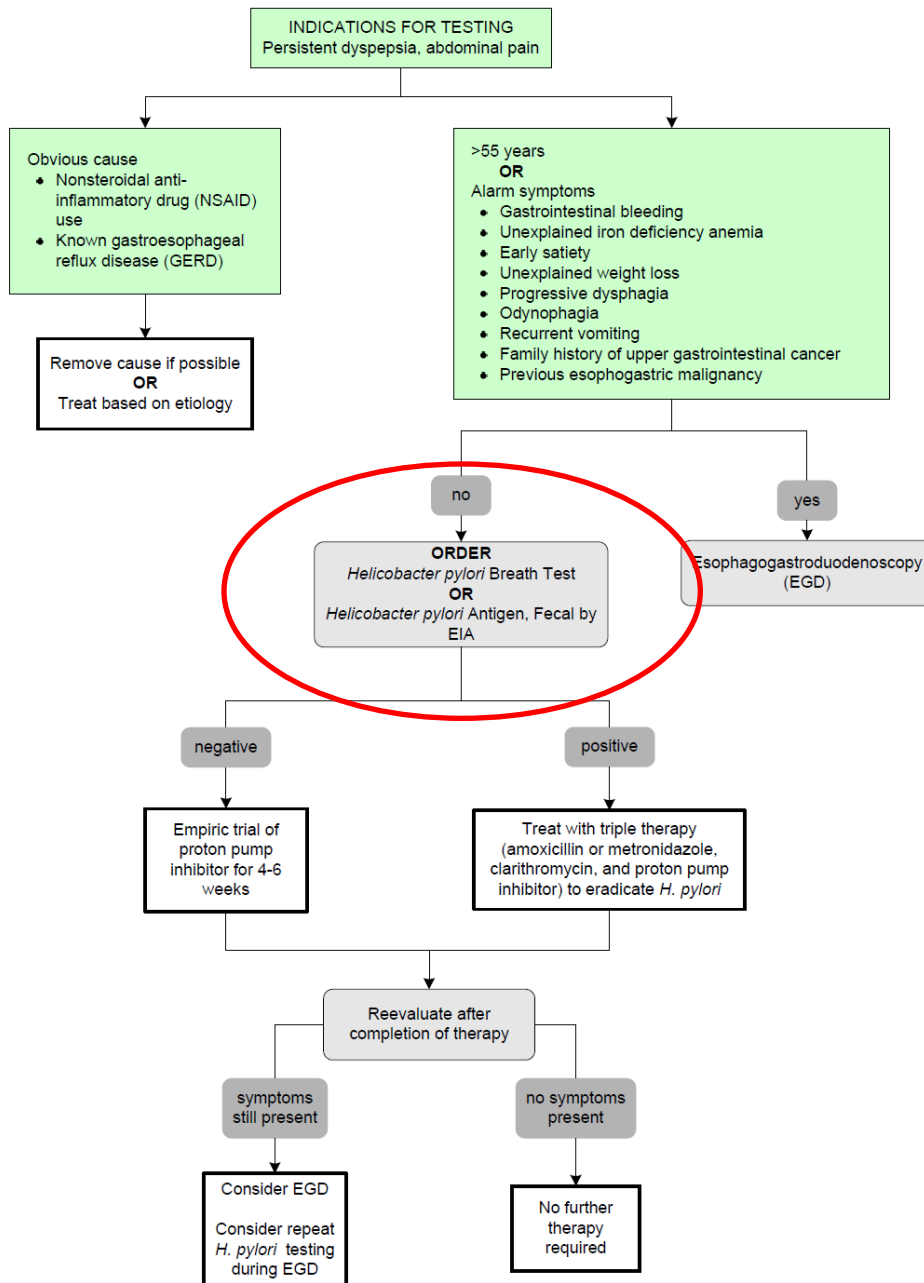 INDICATIONS FOR TESTING
Persistent dyspepsia, abdominal pain
Obvious cause
Nonsteroidal anti-
inflammatory drug (NSAID)
use
Known gastroesophageal
reflux disease (GERD)
Remove cause if possible
OR
Treat based on etiology
>55 years
OR
Alarm symptoms
Gastrointestinal bleeding
Unexplained iron deficiency anemia
Early satiety
Unexplained weight loss
Progressive dysphagia
Odynophagia
Recurrent vomiting
Family history of upper gastrointestinal cancer
Previous esophogastric malignancy
no
yes
ORDER
Helicobacter pylori Breath Test
OR
Helicobacter pylori Antigen, Fecal by
EIA
Esophagogastroduodenoscopy
(EGD)
negative
positive
Empiric trial of
proton pump
inhibitor for 4-6
weeks
Treat with triple therapy
(amoxicillin or metronidazole,
clarithromycin, and proton pump
inhibitor) to eradicate H. pylori
Reevaluate after
completion of therapy
symptoms
still present
no symptoms
present
Consider EGD
Consider repeat
H. pylori testing
during EGD
No further
therapy
required